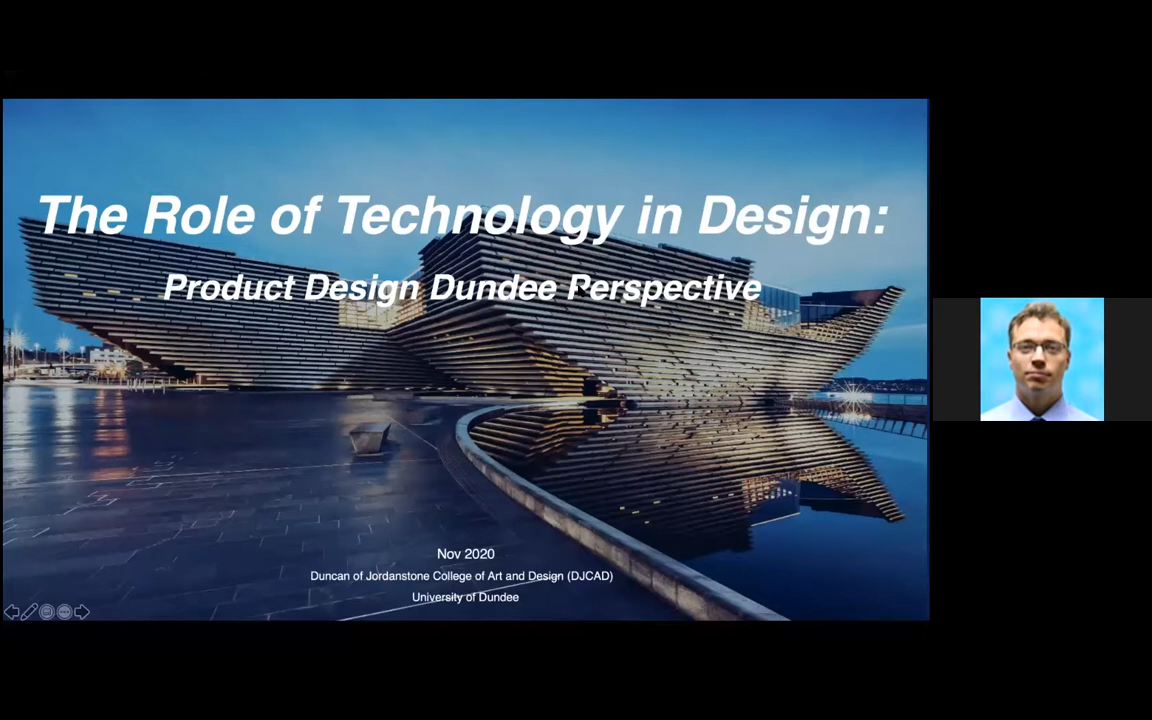 The Role of Technology in Design:
Product Design Dundee Perspective
Nov 2020
Duncan of Jordanstone College of Art and Design (DJCAD)
University of Dundee